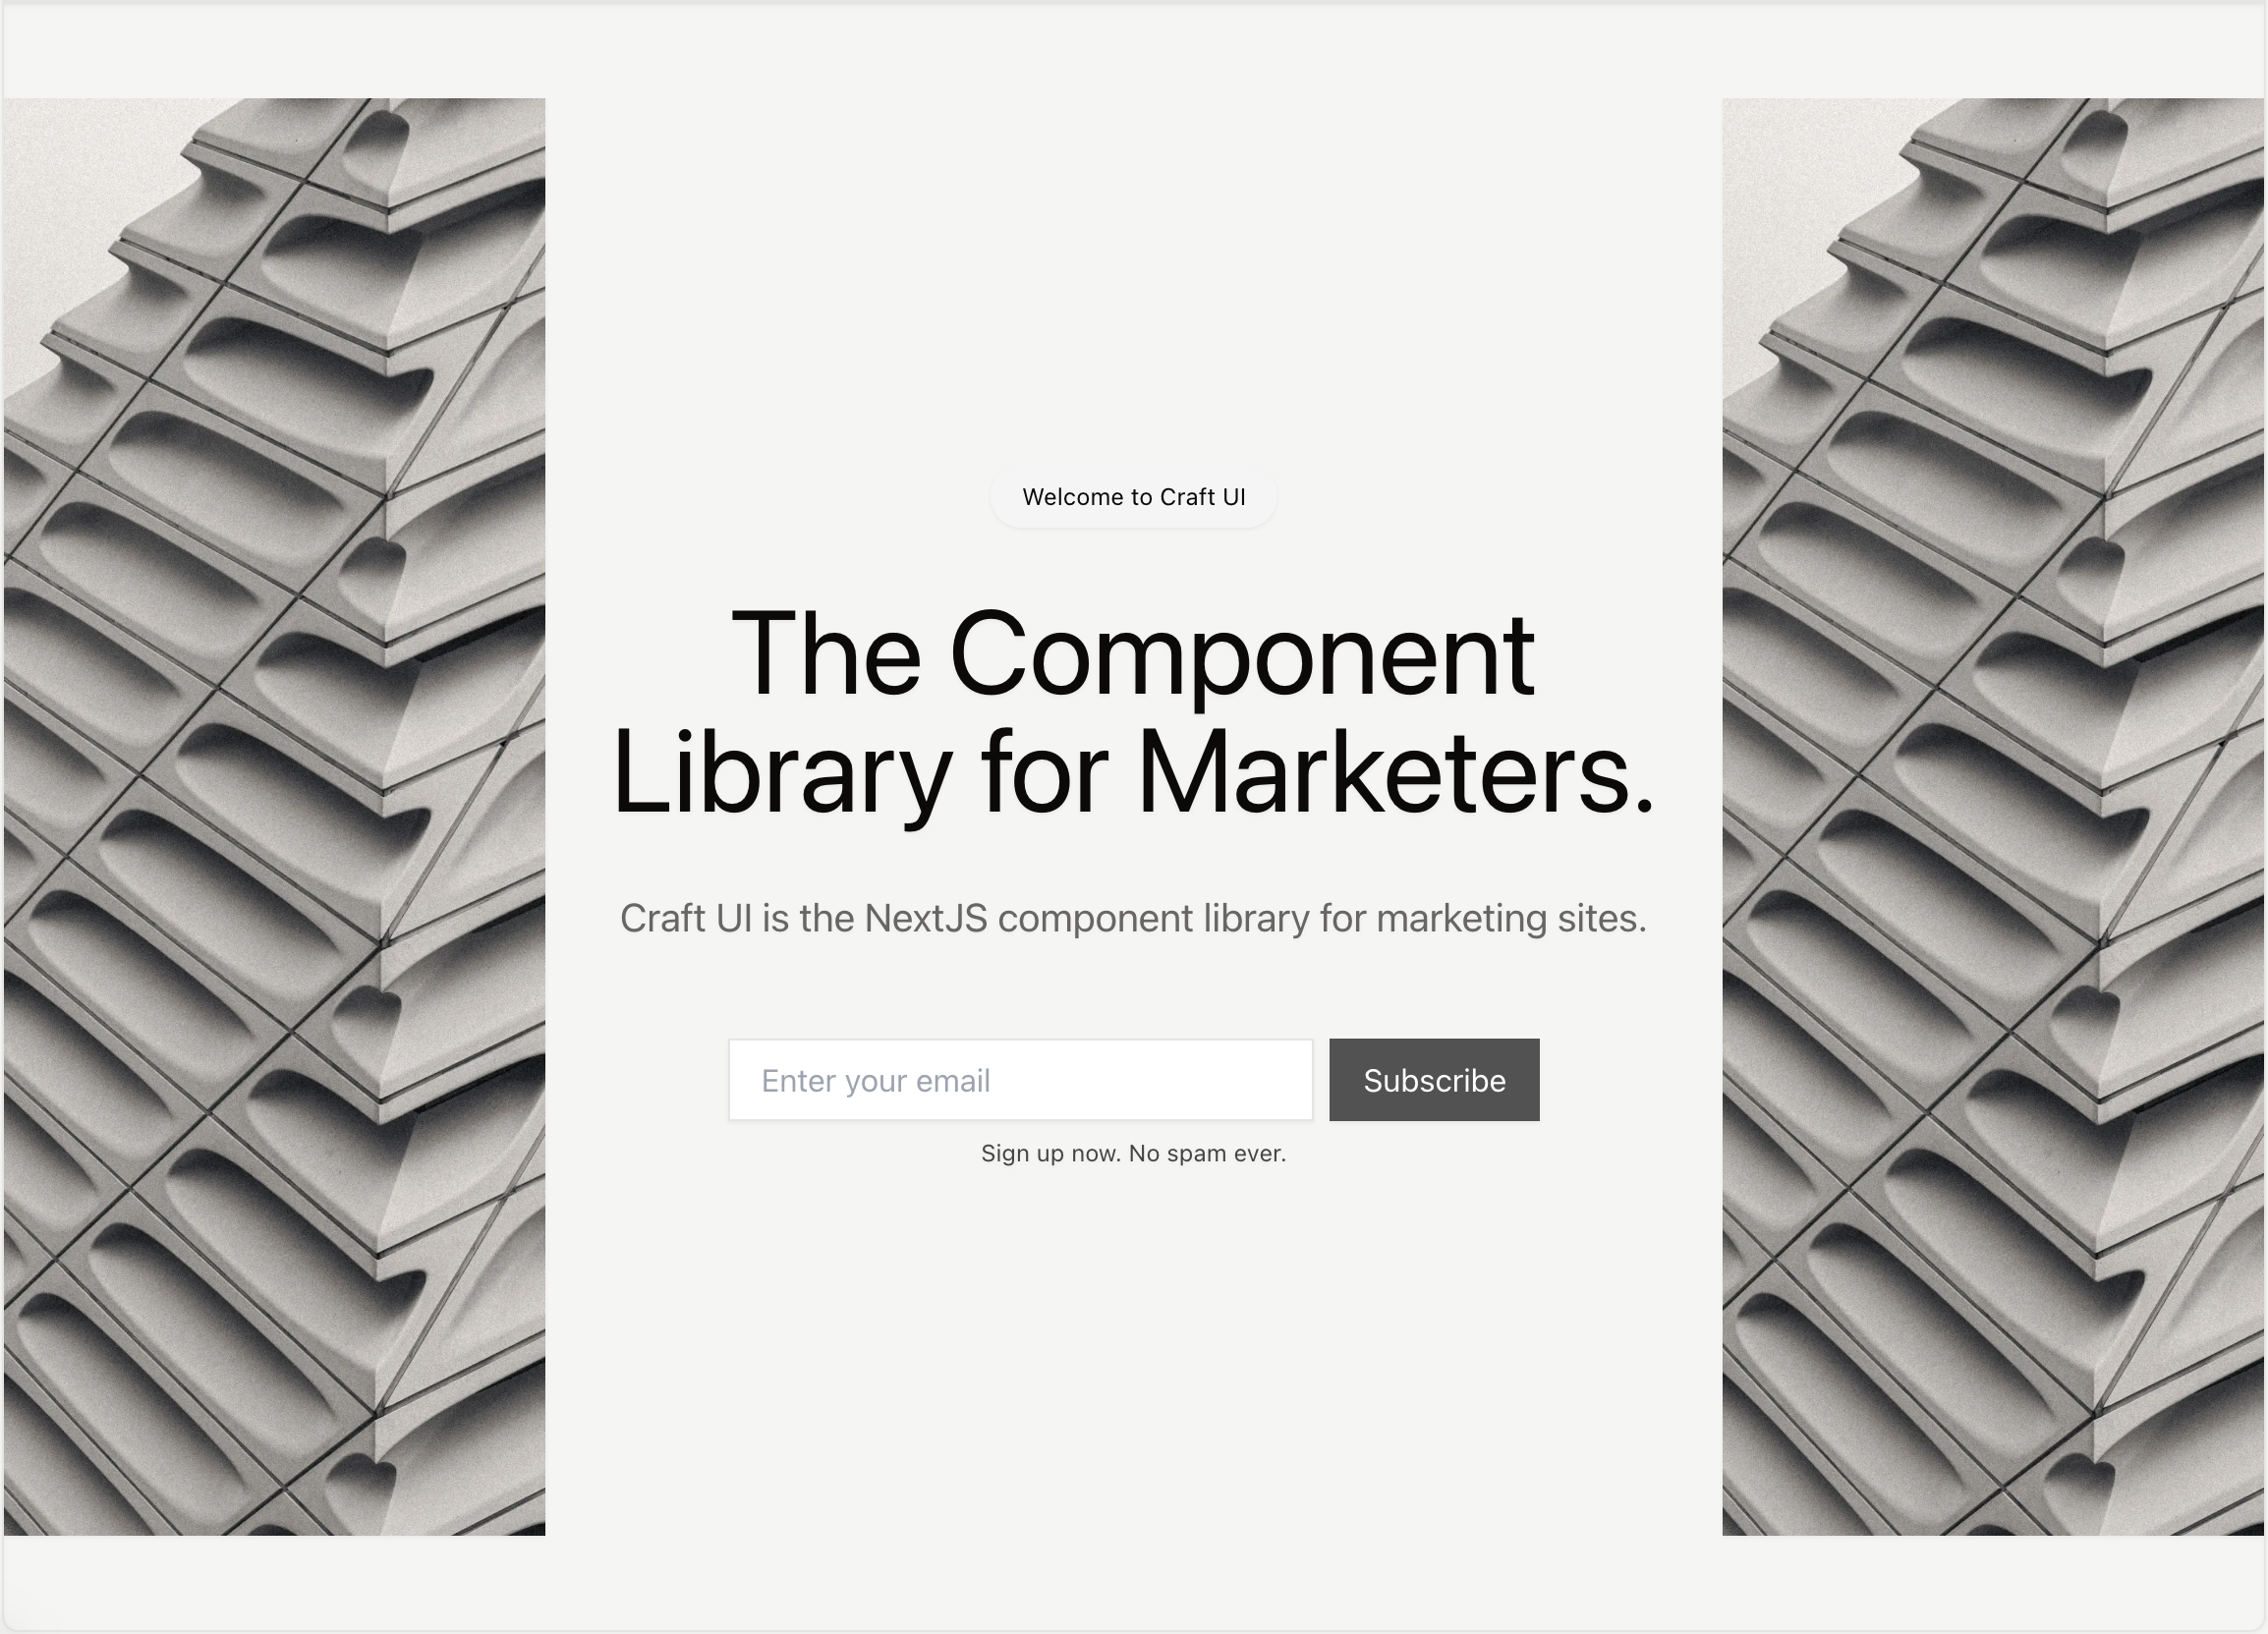 Welcome to Craft UI
The Component
Library for Marketers.
Craft UI is the NextJS component library for marketing sites.
Enter your email
Subscribe
Sign up now. No spam ever.